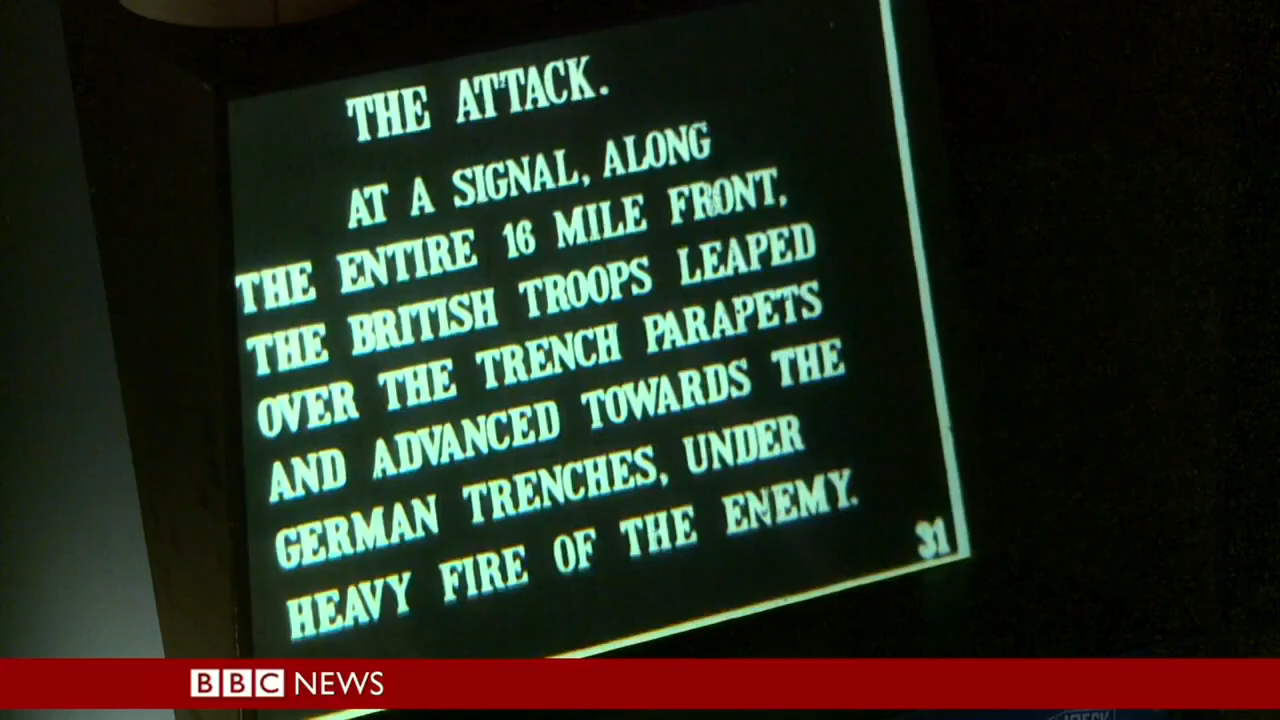 THE ATTACK.
AT A SIGNAL, ALONG
THE ENTIRE 16 MILE FRONT,
THE BRITISH TROOPS LEAPED
OVER THE TRENCH PARAPETS
AND ADVANCED TOWARDS THE
GERMAN TRENCHES, UNDER
HEAVY FIRE OF THE ENEMY.
31
BBC NEWS